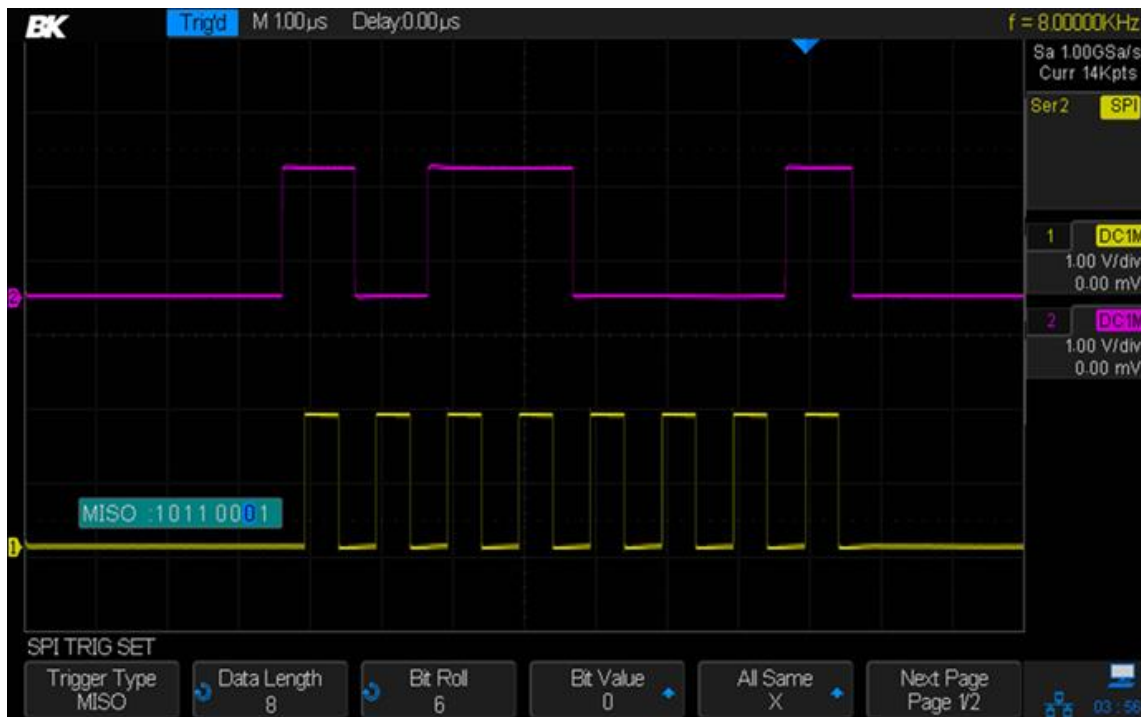 BK Trig'd M 1.00µs Delay:0.00µs f = 8.00000KHz
Sa 1.00GSa/s
Curr 14Kpts
Ser2 SPI
1 DC1M
1.00 V/div
0.00 mV
2 DC1M
1.00 V/div
0.00 mV
2
MISO :1011 0001
1
SPI TRIG SET
Trigger Type Data Length Bit Roll Bit Value All Same Next Page
MISO 8 6 0 X Page 1/2
03 : 56